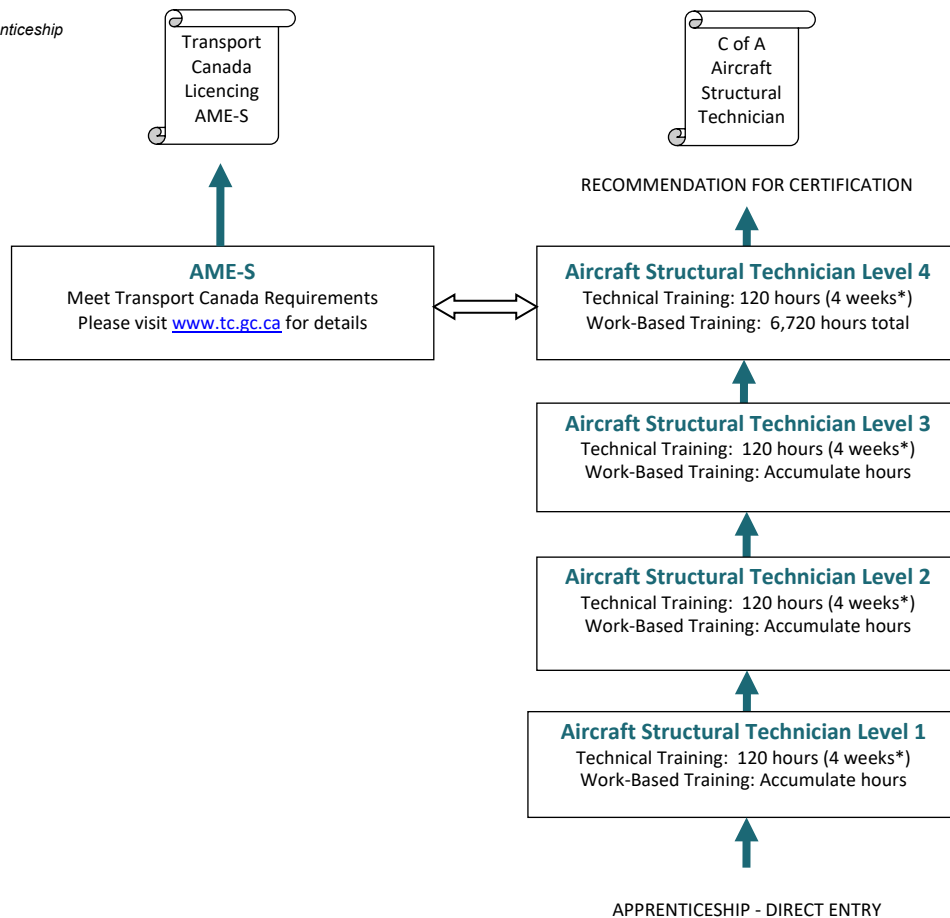 Transport
Canada
Licencing
AME-S
C of A
Aircraft
Structural
Technician
RECOMMENDATION FOR CERTIFICATION
AME-S
Meet Transport Canada Requirements
Please visit www.tc.gc.ca for details
Aircraft Structural Technician Level 4
Technical Training: 120 hours (4 weeks*)
Work-Based Training: 6,720 hours total
Aircraft Structural Technician Level 3
Technical Training: 120 hours (4 weeks*)
Work-Based Training: Accumulate hours
Aircraft Structural Technician Level 2
Technical Training: 120 hours (4 weeks*)
Work-Based Training: Accumulate hours
Aircraft Structural Technician Level 1
Technical Training: 120 hours (4 weeks*)
Work-Based Training: Accumulate hours
APPRENTICESHIP - DIRECT ENTRY